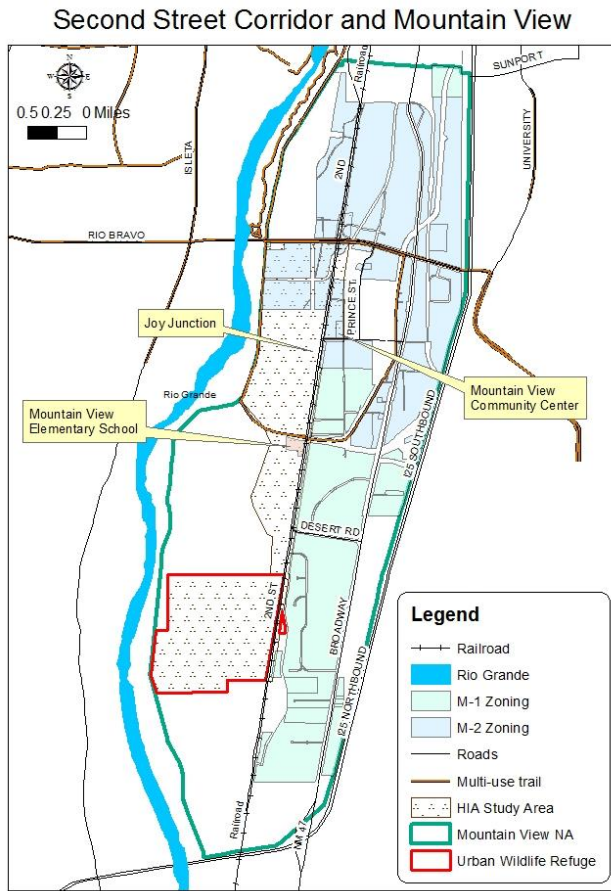 Second Street Corridor and Mountain View
N
W E
S
0.5 0.25 0 Miles
SUNPORT
Railroad
2ND
ISLETA
UNIVERSITY
RIO BRAVO
PRINCE ST.
Joy Junction
Rio Grande
Mountain View
Community Center
Mountain View
Elementary School
I25 SOUTHBOUND
DESERT RD
2ND ST
BROADWAY
I25 NORTHBOUND
Railroad
NM 47
Legend
Railroad
Rio Grande
M-1 Zoning
M-2 Zoning
Roads
Multi-use trail
HIA Study Area
Mountain View NA
Urban Wildlife Refuge